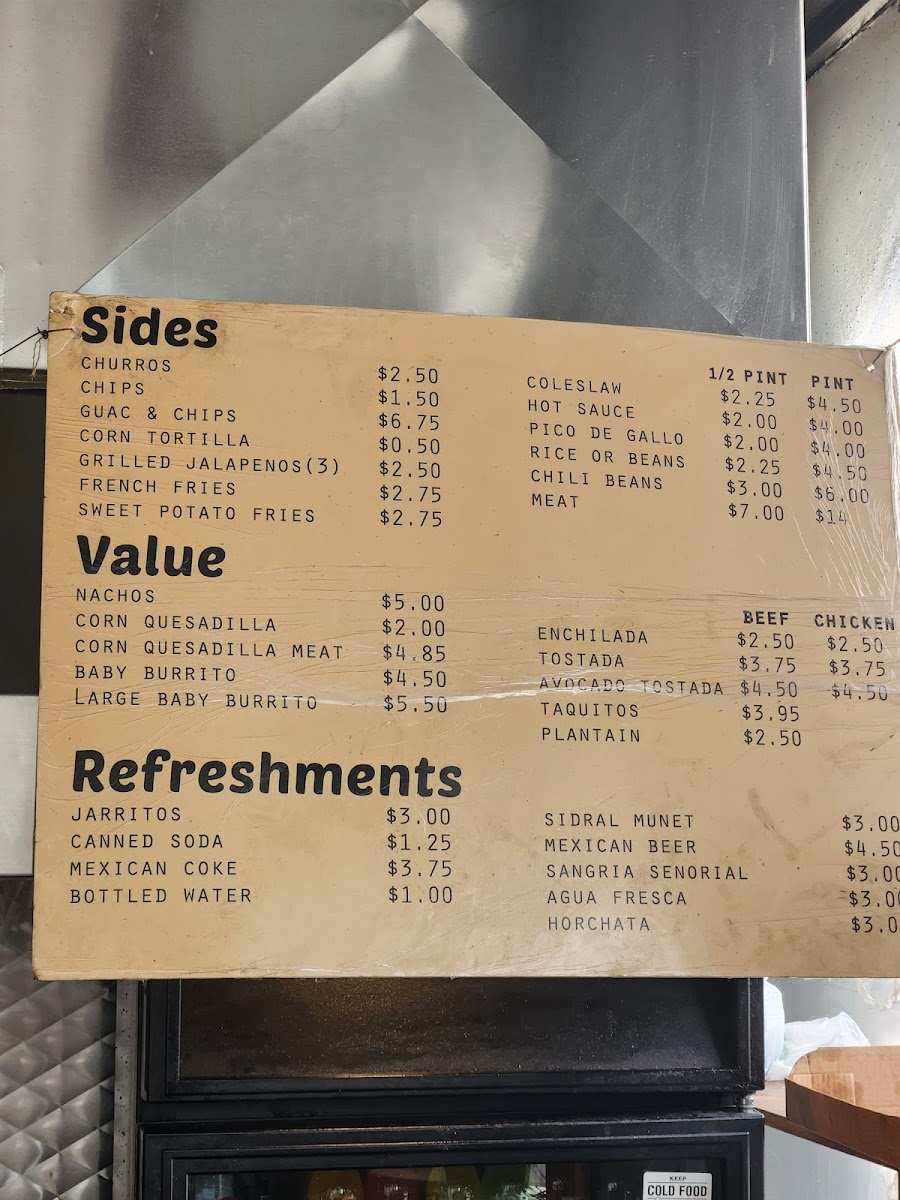 Sides
CHURROS $2.50
CHIPS $1.50
GUAC & CHIPS $6.75
CORN TORTILLA $0.50
GRILLED JALAPENOS(3) $2.50
FRENCH FRIES $2.75
SWEET POTATO FRIES $2.75
1/2 PINT PINT
COLESLAW $2.25 $4.50
HOT SAUCE $2.00 $4.00
PICO DE GALLO $2.00 $4.00
RICE OR BEANS $2.25 $4.50
CHILI BEANS $3.00 $6.00
MEAT $7.00 $14
Value
NACHOS $5.00
CORN QUESADILLA $2.00
CORN QUESADILLA MEAT $4.85
BABY BURRITO $4.50
LARGE BABY BURRITO $5.50
BEEF CHICKEN
ENCHILADA $2.50 $2.50
TOSTADA $3.75 $3.75
AVOCADO TOSTADA $4.50 $4.50
TAQUITOS $3.95
PLANTAIN $2.50
Refreshments
JARRITOS $3.00
CANNED SODA $1.25
MEXICAN COKE $3.75
BOTTLED WATER $1.00
SIDRAL MUNET $3.00
MEXICAN BEER $4.50
SANGRIA SENORIAL $3.00
AGUA FRESCA $3.00
HORCHATA $3.0
KEEP
COLD FOOD